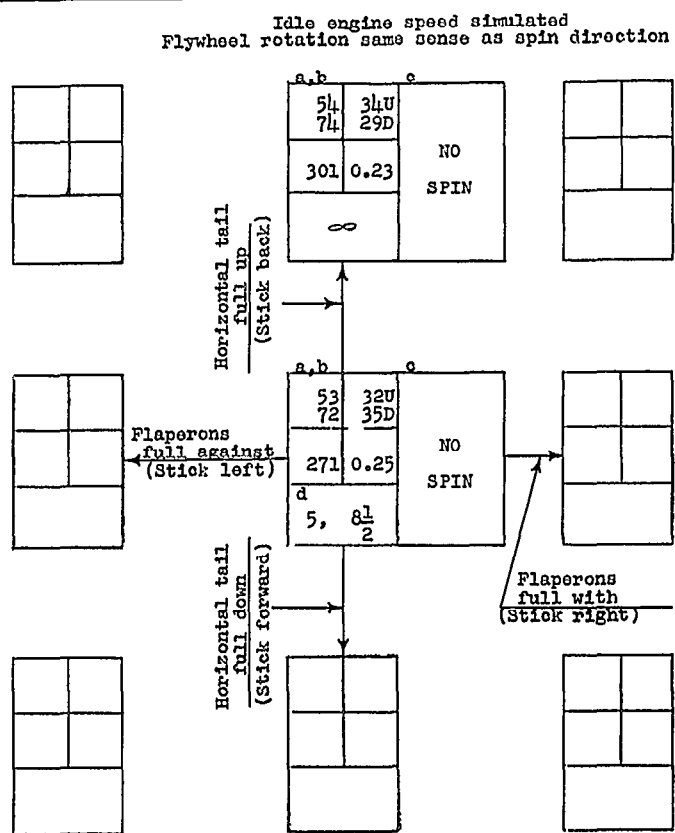 Idle engine speed simulated
Flywheel rotation same sense as spin direction
a,b c
54 34U
74 29D
301 0.23
∞
NO
SPIN
Horizontal tail
full up
(Stick back)
a,b c
53 32U
72 35D
271 0.25
d
5, 8 1/2
NO
SPIN
Flaperons
full against
(Stick left)
Flaperons
full with
(Stick right)
Horizontal tail
full down
(Stick forward)